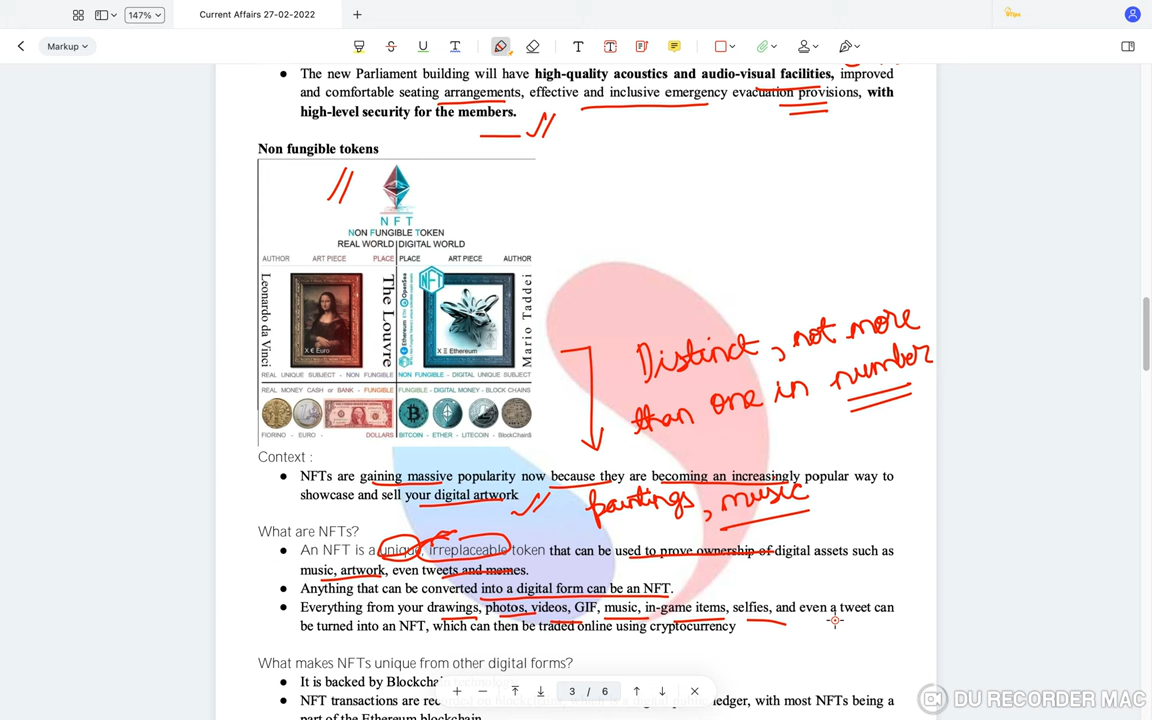 147%
Current Affairs 27-02-2022
Markup
The new Parliament building will have high-quality acoustics and audio-visual facilities, improved
and comfortable seating arrangements, effective and inclusive emergency evacuation provisions, with
high-level security for the members.
Non fungible tokens
NFT
NON FUNGIBLE TOKEN
REAL WORLD DIGITAL WORLD
AUTHOR ART PIECE PLACE PLACE ART PIECE AUTHOR
Leonardo da Vinci
X € Euro
The Louvre
Ethereum OpenSea
NFT
X Ξ Ethereum
Mario Taddei
REAL UNIQUE SUBJECT - NON FUNGIBLE NON FUNGIBLE - DIGITAL UNIQUE SUBJECT
REAL MONEY CASH or BANK - FUNGIBLE FUNGIBLE - DIGITAL MONEY - BLOCK CHAINS
FIORINO - EURO - DOLLARS BITCOIN - ETHER - LITECOIN - BlockChain$
Distinct, not more
than one in number
Context :
NFTs are gaining massive popularity now because they are becoming an increasingly popular way to
showcase and sell your digital artwork
paintings, music
What are NFTs?
An NFT is a unique, irreplaceable token that can be used to prove ownership of digital assets such as
music, artwork, even tweets and memes.
Anything that can be converted into a digital form can be an NFT.
Everything from your drawings, photos, videos, GIF, music, in-game items, selfies, and even a tweet can
be turned into an NFT, which can then be traded online using cryptocurrency
What makes NFTs unique from other digital forms?
It is backed by Blockchain
3 / 6
NFT transactions are ledger, with most NFTs being a
part of the Ethereum blockchain.
DU RECORDER MAC